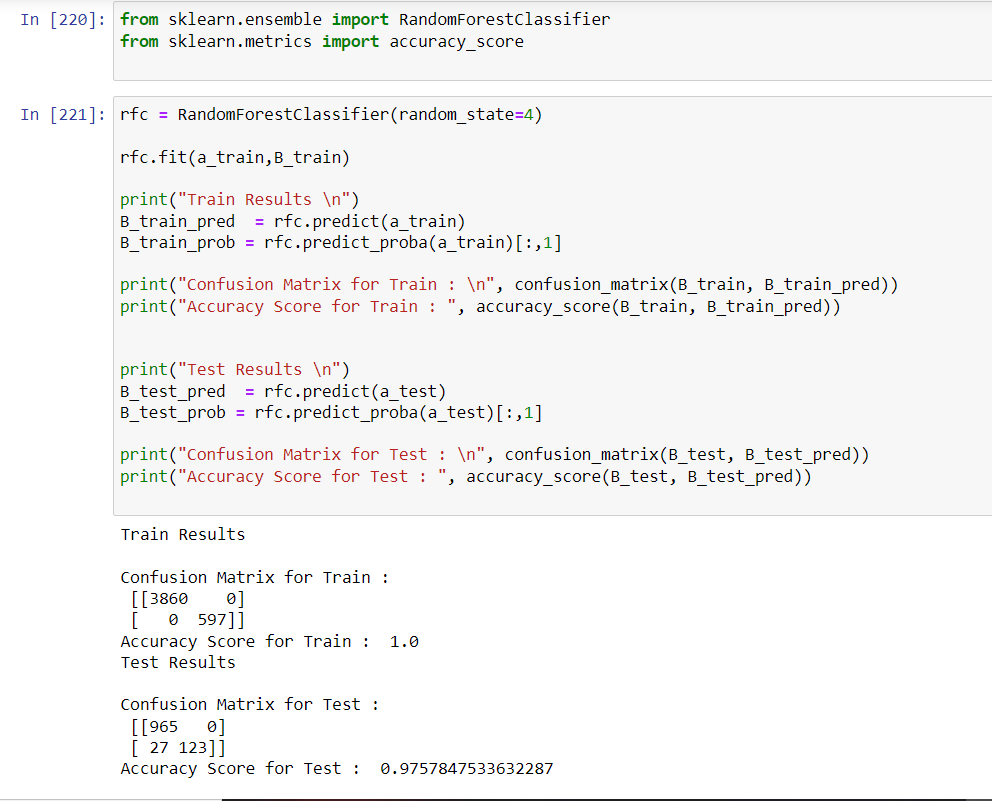 In [220]: from sklearn.ensemble import RandomForestClassifier
from sklearn.metrics import accuracy_score
In [221]: rfc = RandomForestClassifier(random_state=4)
rfc.fit(a_train,B_train)
print("Train Results \n")
B_train_pred  = rfc.predict(a_train)
B_train_prob = rfc.predict_proba(a_train)[:,1]
print("Confusion Matrix for Train : \n", confusion_matrix(B_train, B_train_pred))
print("Accuracy Score for Train : ", accuracy_score(B_train, B_train_pred))
print("Test Results \n")
B_test_pred  = rfc.predict(a_test)
B_test_prob = rfc.predict_proba(a_test)[:,1]
print("Confusion Matrix for Test : \n", confusion_matrix(B_test, B_test_pred))
print("Accuracy Score for Test : ", accuracy_score(B_test, B_test_pred))
Train Results
Confusion Matrix for Train :
[[3860    0]
[   0  597]]
Accuracy Score for Train :  1.0
Test Results
Confusion Matrix for Test :
[[965   0]
[ 27 123]]
Accuracy Score for Test :  0.9757847533632287